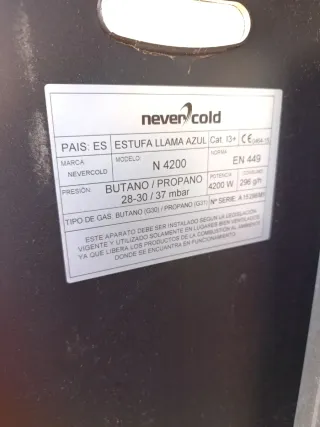 never cold
PAIS: ES ESTUFA LLAMA AZUL Cat. I3+ CE
MARCA: NEVERCOLD MODELO: N 4200 NORMA: EN 449
PRESIÓN: BUTANO / PROPANO 28-30 / 37 mbar POTENCIA 4200 W CONSUMO 296 g/h
TIPO DE GAS: BUTANO (G30) / PROPANO (G31) Nº SERIE:
ESTE APARATO DEBE SER INSTALADO SEGÚN LA LEGISLACIÓN
VIGENTE Y UTILIZADO SOLAMENTE EN LUGARES BIEN VENTILADOS
YA QUE LIBERA LOS PRODUCTOS DE LA COMBUSTIÓN AL AMBIENTE
DONDE SE ENCUENTRA EN FUNCIONAMIENTO.